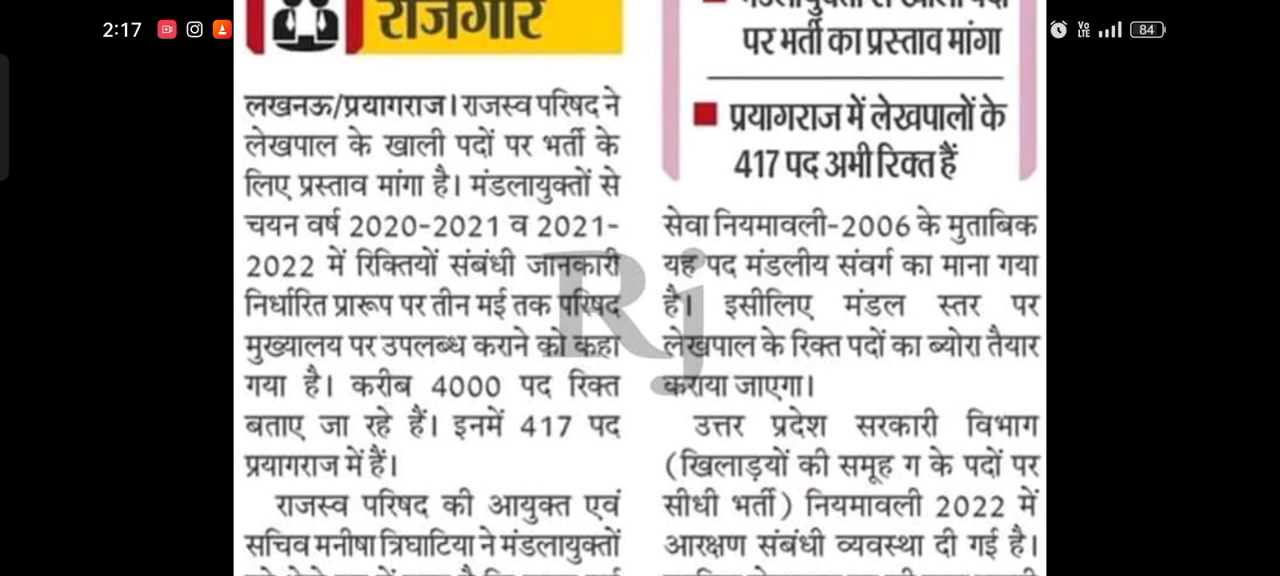 2:17
84
रोजगार
लखनऊ/प्रयागराज। राजस्व परिषद ने
लेखपाल के खाली पदों पर भर्ती के
लिए प्रस्ताव मांगा है। मंडलायुक्तों से
चयन वर्ष 2020-2021 व 2021-
2022 में रिक्तियों संबंधी जानकारी
निर्धारित प्रारूप पर तीन मई तक परिषद
मुख्यालय पर उपलब्ध कराने को कहा
गया है। करीब 4000 पद रिक्त
बताए जा रहे हैं। इनमें 417 पद
प्रयागराज में हैं।
राजस्व परिषद की आयुक्त एवं
सचिव मनीषा त्रिघाटिया ने मंडलायुक्तों
मंडलायुक्तों से खाली पदों
पर भर्ती का प्रस्ताव मांगा
प्रयागराज में लेखपालों के
417 पद अभी रिक्त हैं
सेवा नियमावली-2006 के मुताबिक
यह पद मंडलीय संवर्ग का माना गया
है। इसीलिए मंडल स्तर पर
लेखपाल के रिक्त पदों का ब्योरा तैयार
कराया जाएगा।
उत्तर प्रदेश सरकारी विभाग
(खिलाड़यों की समूह ग के पदों पर
सीधी भर्ती) नियमावली 2022 में
आरक्षण संबंधी व्यवस्था दी गई है।
Rj